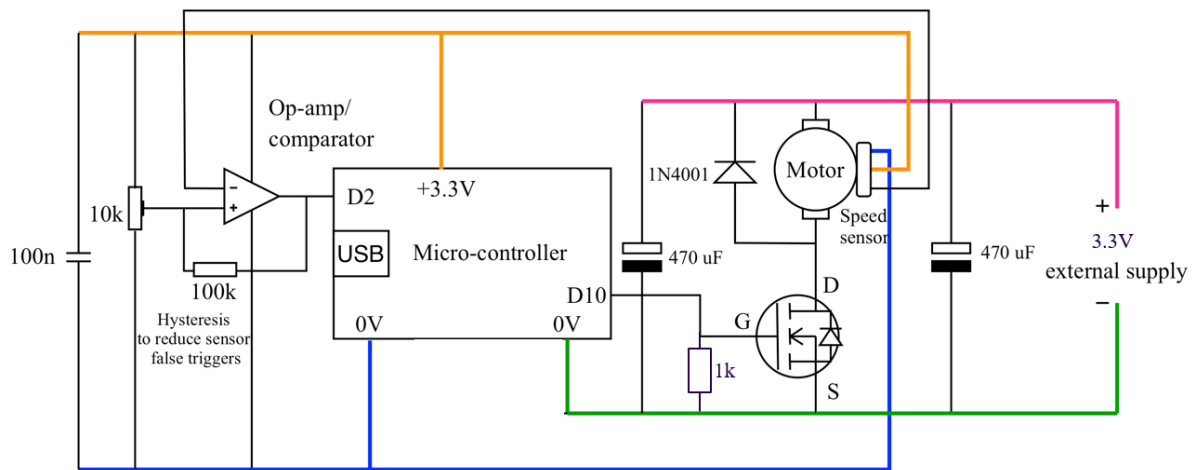 Op-amp/
comparator
−
+
10k
100n
100k
Hysteresis
to reduce sensor
false triggers
D2
+3.3V
USB
Micro-controller
D10
0V
0V
1N4001
Motor
Speed
sensor
470 uF
470 uF
D
G
S
1k
+
3.3V
external supply
−